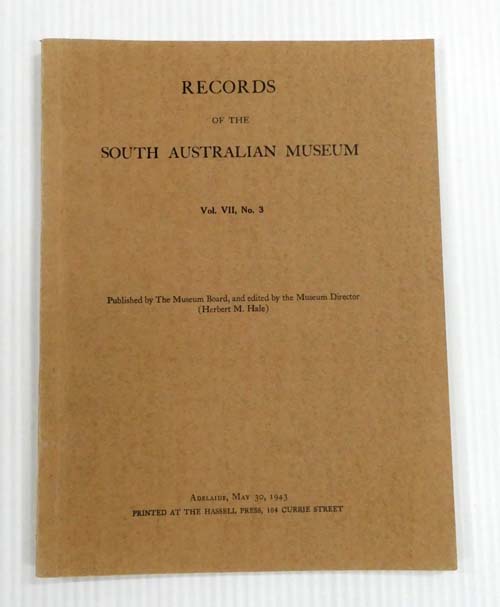 RECORDS
OF THE
SOUTH AUSTRALIAN MUSEUM
Vol. VII, No. 3
Published by The Museum Board, and edited by the Museum Director
(Herbert M. Hale)
Adelaide, May 30, 1943
PRINTED AT THE HASSELL PRESS, 104 CURRIE STREET